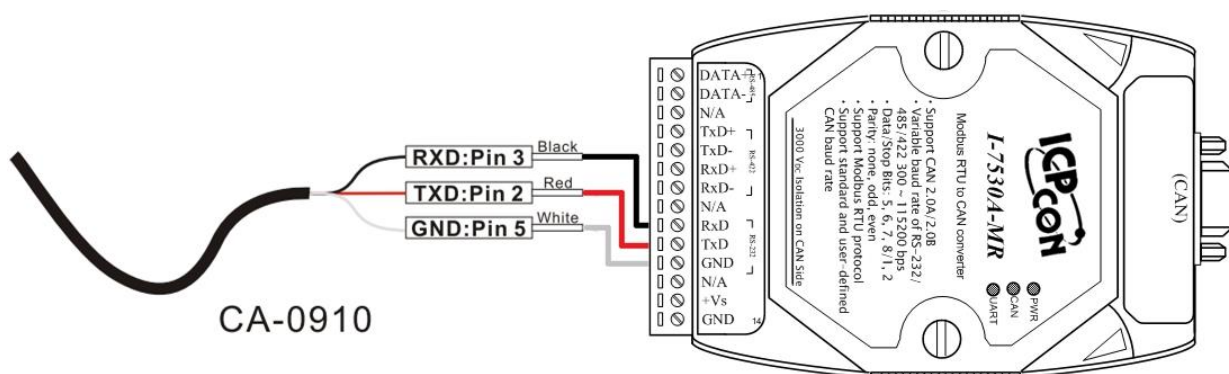 RXD:Pin 3
Black
TXD:Pin 2
Red
GND:Pin 5
White
CA-0910
DATA+ 1
DATA-
N/A
TxD+
TxD-
RxD+
RxD-
N/A
RxD
TxD
GND
N/A
+Vs
GND 14
RS-485
RS-422
RS-232
ICP CON
I-7530A-MR
Modbus RTU to CAN converter
• Support CAN 2.0A/2.0B
• Variable baud rate of RS-232/
485/422 300 ~ 115200 bps
• Data/Stop Bits: 5, 6, 7, 8/1, 2
• Parity: none, odd, even
• Support Modbus RTU protocol
• Support standard and user-defined
CAN baud rate
3000 VDC Isolation on CAN Side
PWR
CAN
UART
(CAN)